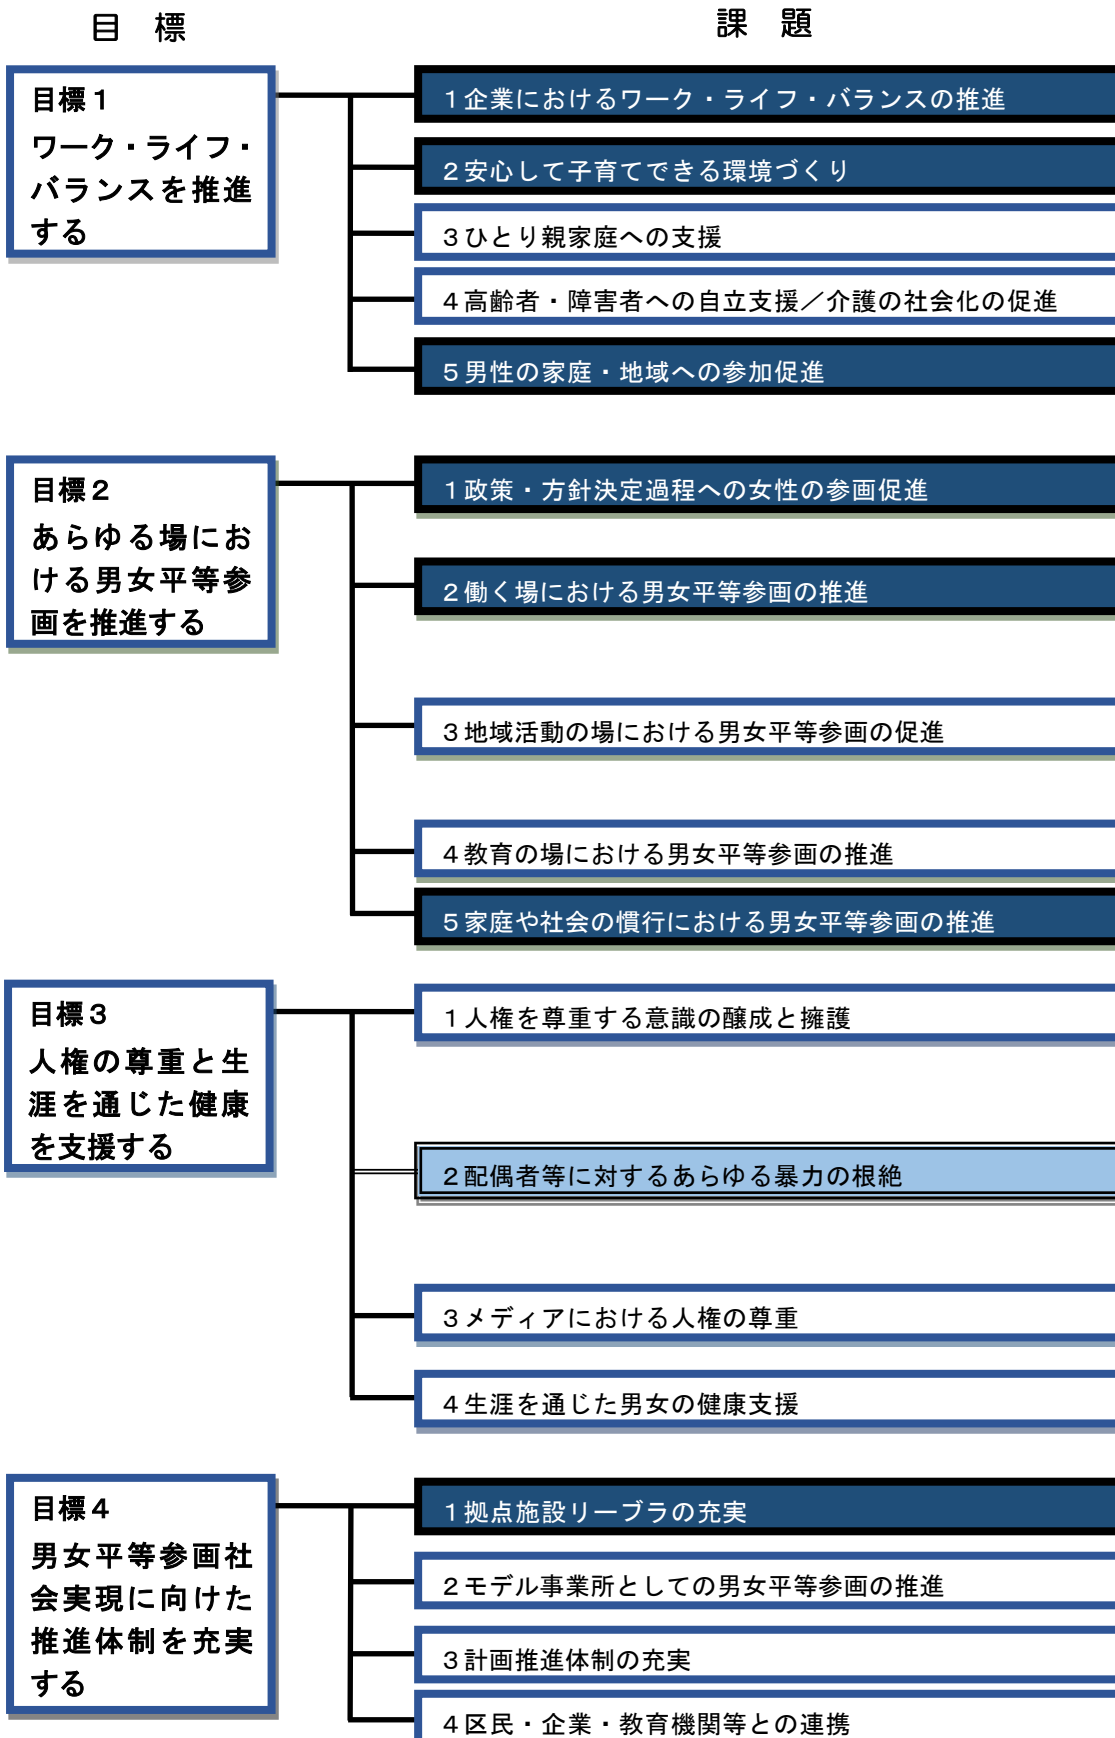 目　標
課　題
目標１
ワーク・ライフ・
バランスを推進
する
１企業におけるワーク・ライフ・バランスの推進
２安心して子育てできる環境づくり
３ひとり親家庭への支援
４高齢者・障害者への自立支援／介護の社会化の促進
５男性の家庭・地域への参加促進
目標２
あらゆる場にお
ける男女平等参
画を推進する
１政策・方針決定過程への女性の参画促進
２働く場における男女平等参画の推進
３地域活動の場における男女平等参画の促進
４教育の場における男女平等参画の推進
５家庭や社会の慣行における男女平等参画の推進
目標３
人権の尊重と生
涯を通じた健康
を支援する
１人権を尊重する意識の醸成と擁護
２配偶者等に対するあらゆる暴力の根絶
３メディアにおける人権の尊重
４生涯を通じた男女の健康支援
目標４
男女平等参画社
会実現に向けた
推進体制を充実
する
１拠点施設リーブラの充実
２モデル事業所としての男女平等参画の推進
３計画推進体制の充実
４区民・企業・教育機関等との連携